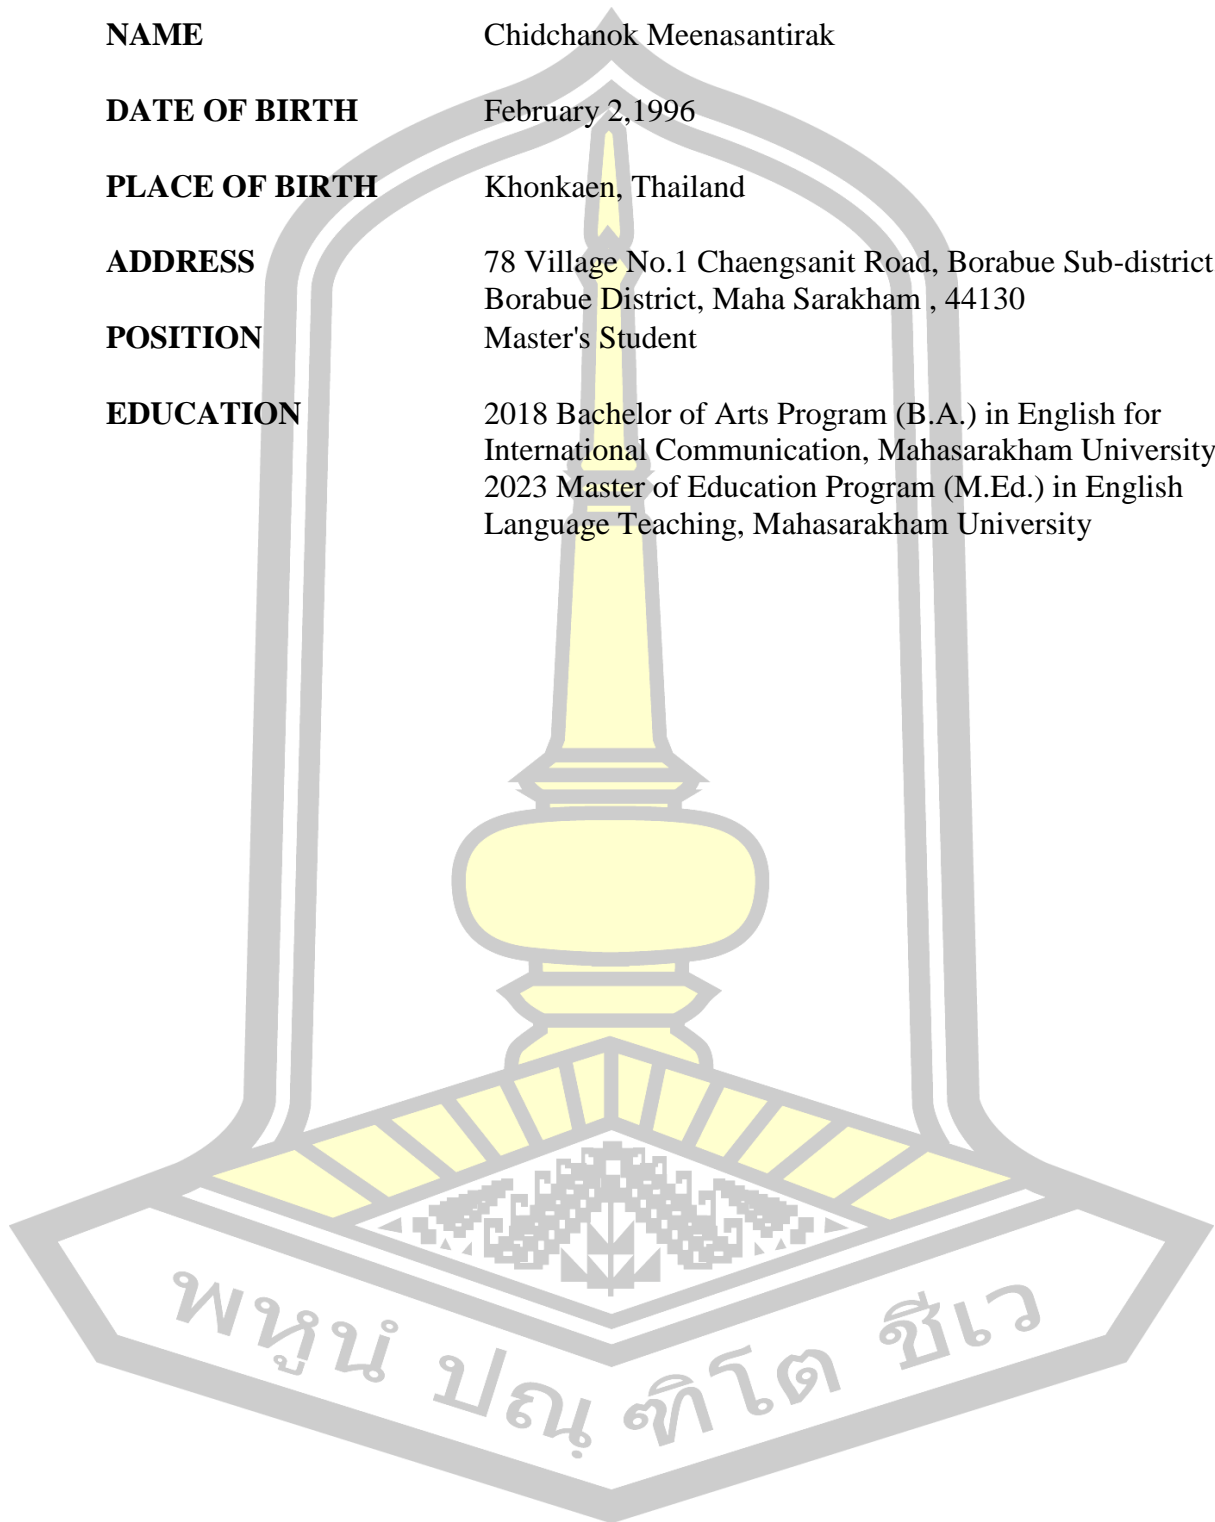 NAME Chidchanok Meenasantirak
DATE OF BIRTH February 2,1996
PLACE OF BIRTH Khonkaen, Thailand
ADDRESS 78 Village No.1 Chaengsanit Road, Borabue Sub-district
Borabue District, Maha Sarakham , 44130
POSITION Master's Student
EDUCATION 2018 Bachelor of Arts Program (B.A.) in English for
International Communication, Mahasarakham University
2023 Master of Education Program (M.Ed.) in English
Language Teaching, Mahasarakham University
พหูนํ ปณฺ ฑิโต ชีเว